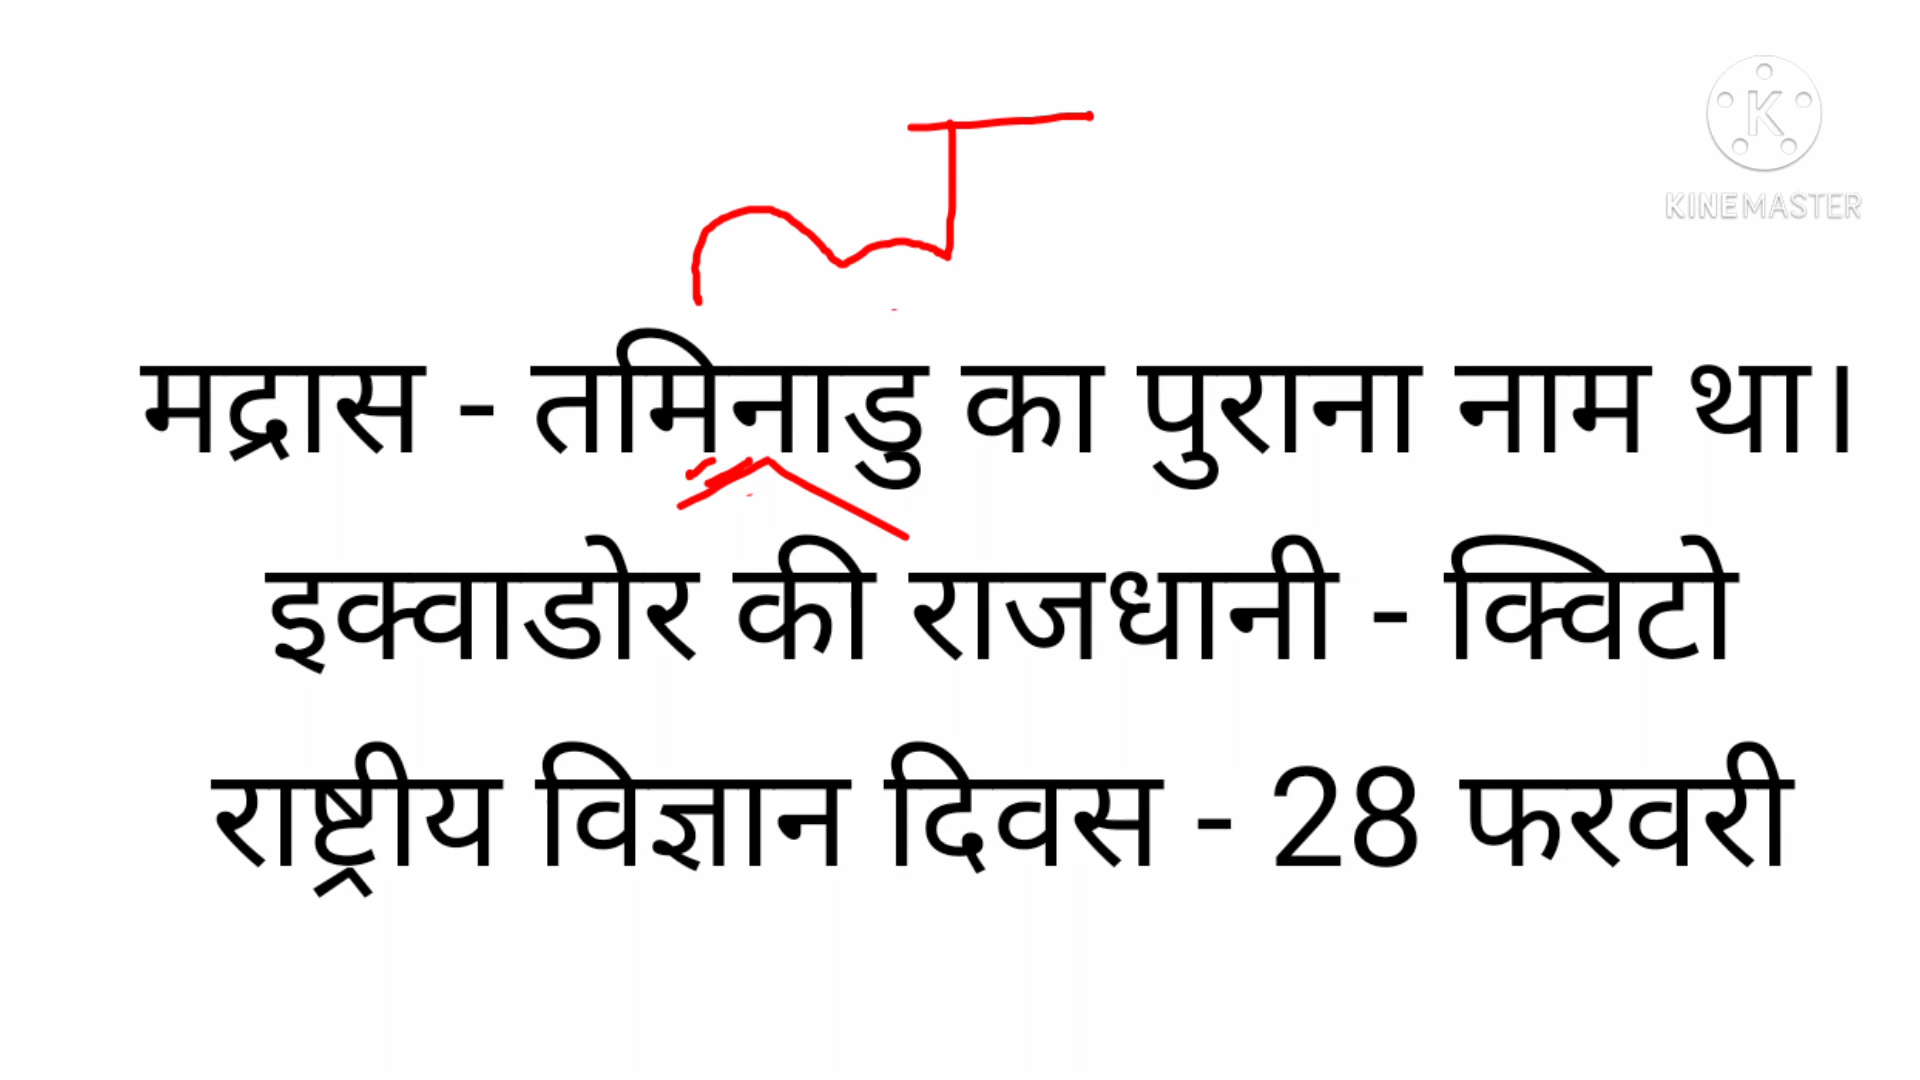 K
KINEMASTER
ल
मद्रास - तमिनाडु का पुराना नाम था।
इक्वाडोर की राजधानी - क्विटो
राष्ट्रीय विज्ञान दिवस - 28 फरवरी